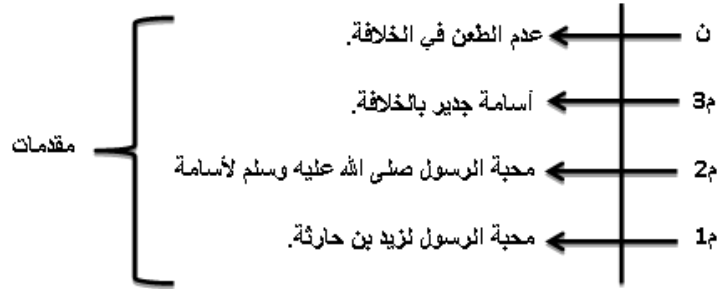 ن عدم الطعن في الخلافة.
م3 أسامة جدير بالخلافة.
مقدمات
م2 محبة الرسول صلى الله عليه وسلم لأسامة
م1 محبة الرسول لزيد بن حارثة.